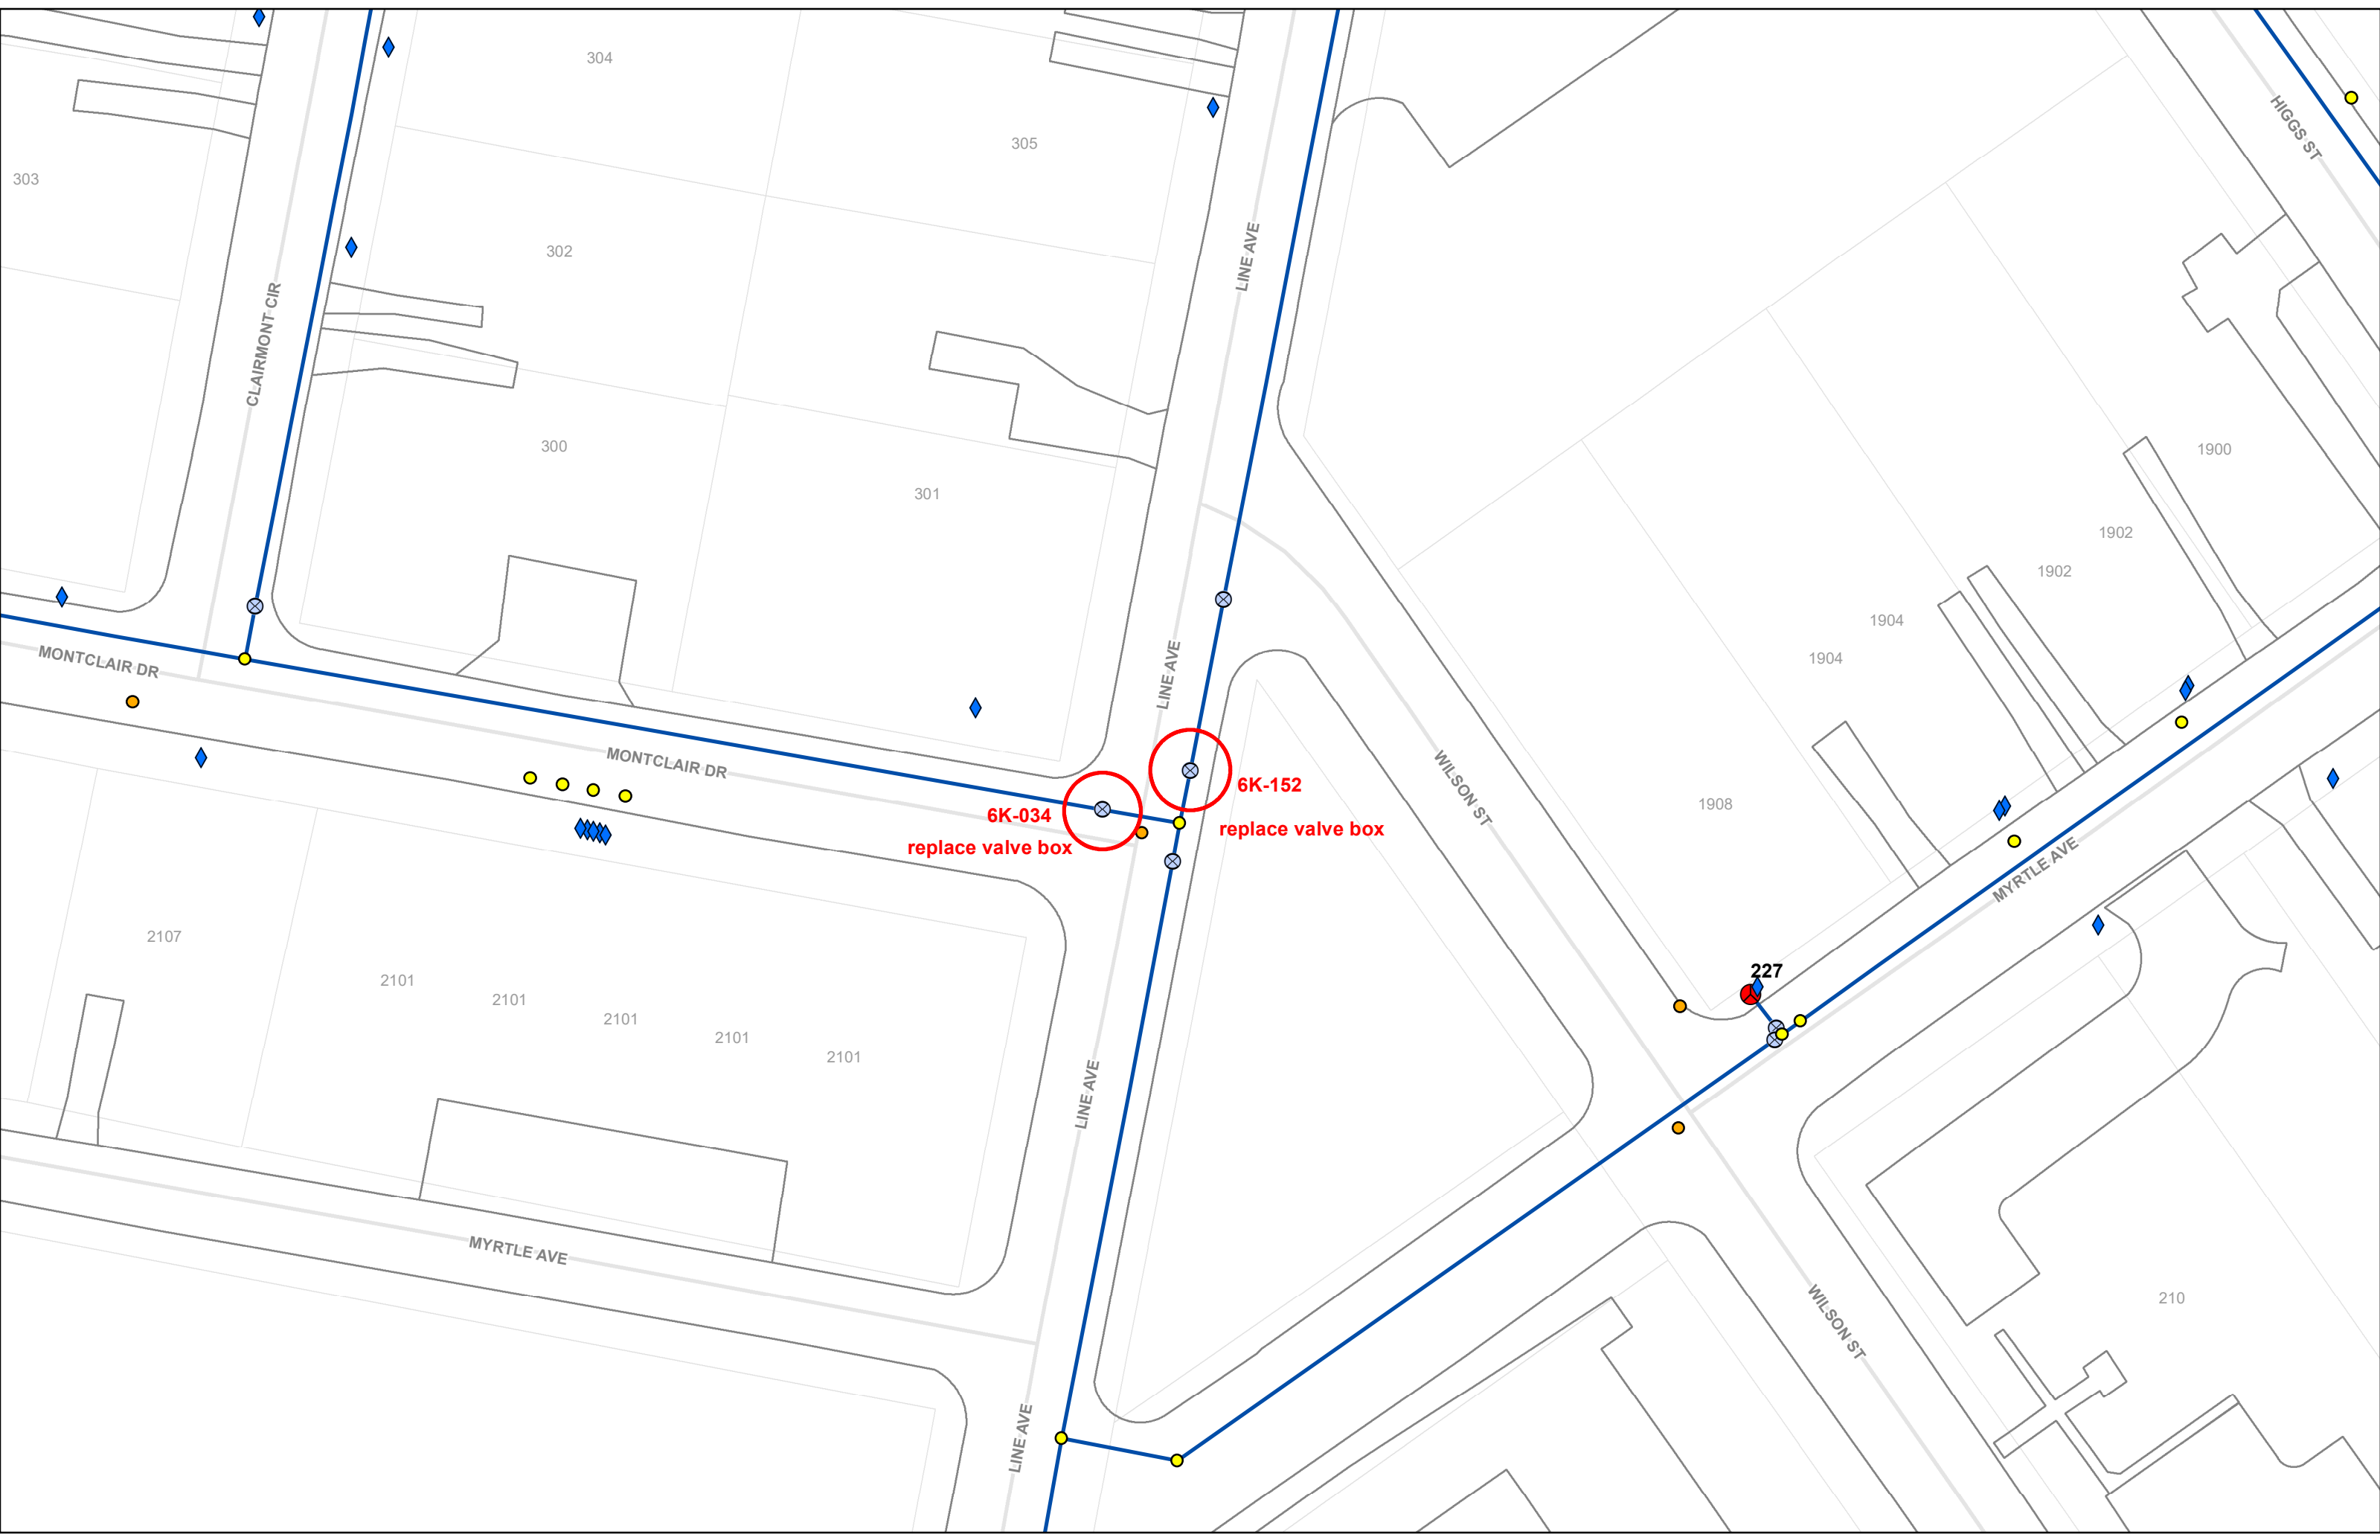 304
HIGGS ST
305
303
LINE AVE
302
CLAIRMONT CIR
300
1900
301
1902
1902
1904
MONTCLAIR DR
1904
LINE AVE
MONTCLAIR DR
WILSON ST
6K-152
1908
6K-034
replace valve box
replace valve box
MYRTLE AVE
2107
227
2101
2101
2101
2101
2101
LINE AVE
MYRTLE AVE
210
WILSON ST
LINE AVE